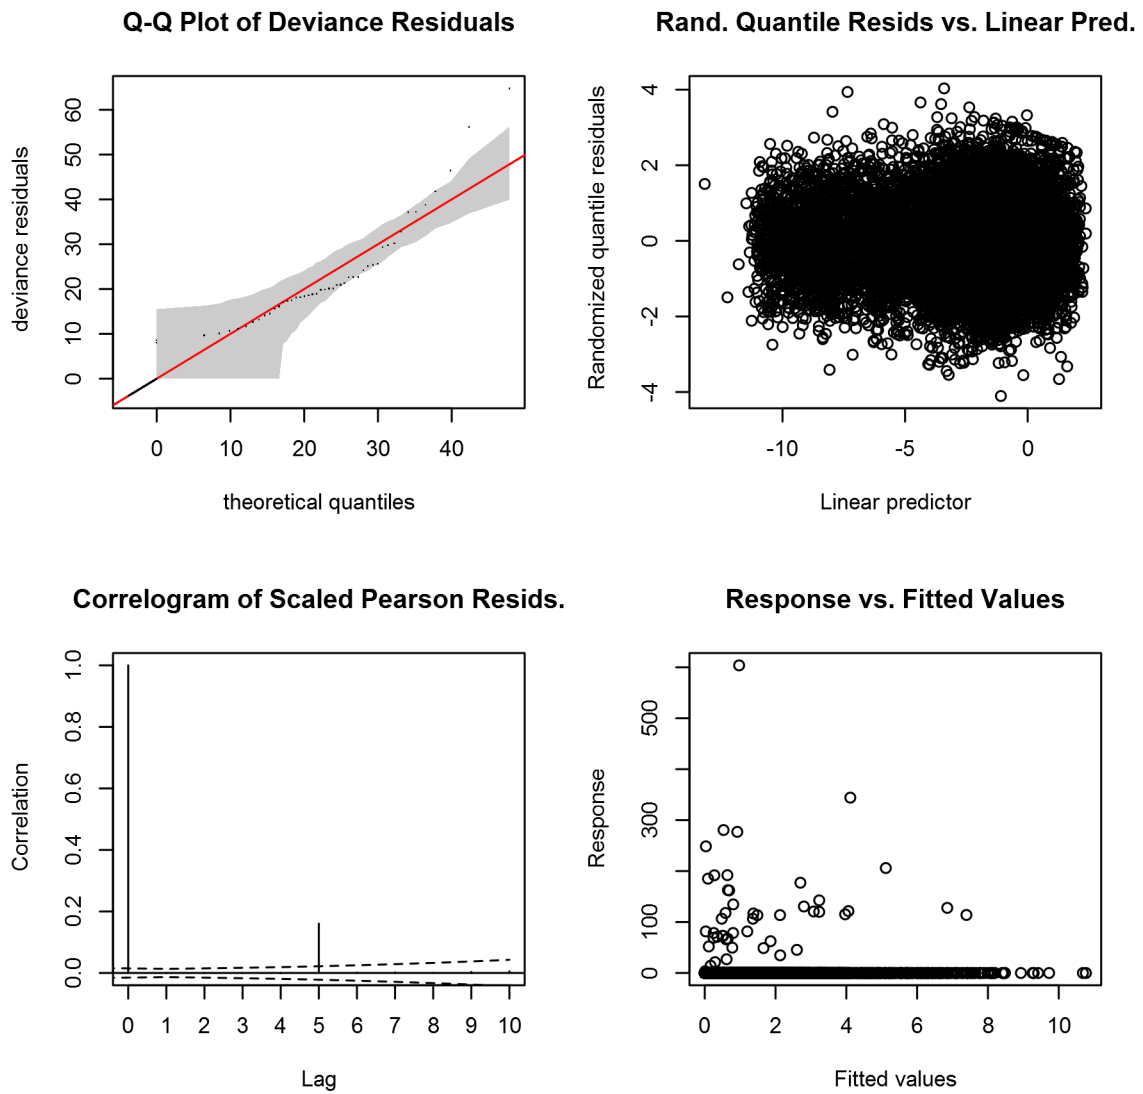 Q-Q Plot of Deviance Residuals
deviance residuals
60
50
40
30
20
10
0
0 10 20 30 40
theoretical quantiles
Rand. Quantile Resids vs. Linear Pred.
Randomized quantile residuals
4
2
0
-2
-4
-10 -5 0
Linear predictor
Correlogram of Scaled Pearson Resids.
Correlation
1.0
0.8
0.6
0.4
0.2
0.0
0 1 2 3 4 5 6 7 8 9 10
Lag
Response vs. Fitted Values
Response
500
300
100
0
0 2 4 6 8 10
Fitted values